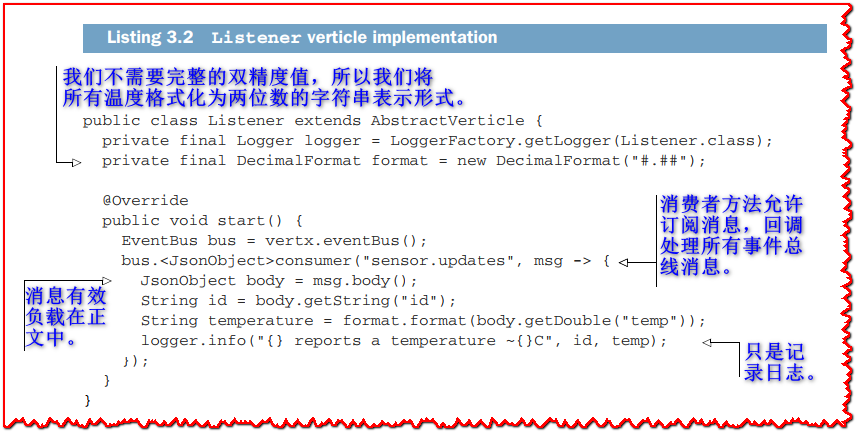 Listing 3.2 Listener verticle implementation
我们不需要完整的双精度值，所以我们将
所有温度格式化为两位数的字符串表示形式。
public class Listener extends AbstractVerticle {
private final Logger logger = LoggerFactory.getLogger(Listener.class);
private final DecimalFormat format = new DecimalFormat("#.##");
@Override
public void start() {
EventBus bus = vertx.eventBus();
bus.<JsonObject>consumer("sensor.updates", msg -> {
消费者方法允许
订阅消息，回调
处理所有事件总
线消息。
JsonObject body = msg.body();
String id = body.getString("id");
String temperature = format.format(body.getDouble("temp"));
logger.info("{} reports a temperature ~{}C", id, temp);
消息有效
负载在正
文中。
只是记
录日志。
});
}
}